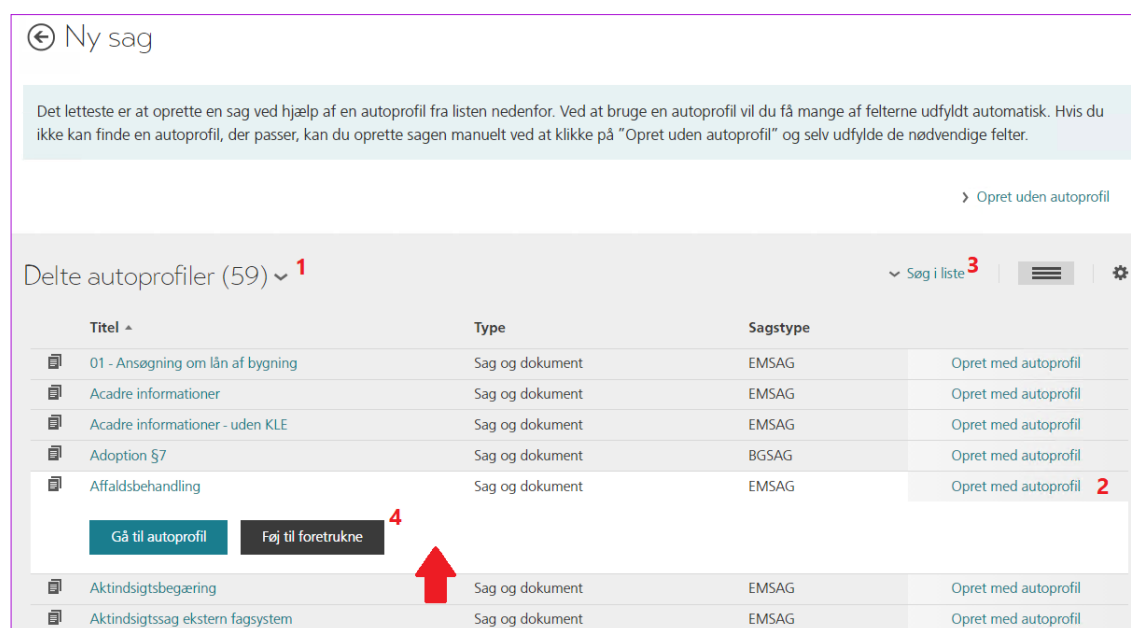 Ny sag
Det letteste er at oprette en sag ved hjælp af en autoprofil fra listen nedenfor. Ved at bruge en autoprofil vil du få mange af felterne udfyldt automatisk. Hvis du
ikke kan finde en autoprofil, der passer, kan du oprette sagen manuelt ved at klikke på ”Opret uden autoprofil” og selv udfylde de nødvendige felter.
Opret uden autoprofil
Delte autoprofiler (59) 1 Søg i liste 3
Titel Type Sagstype
01 - Ansøgning om lån af bygning Sag og dokument EMSAG Opret med autoprofil
Acadre informationer Sag og dokument EMSAG Opret med autoprofil
Acadre informationer - uden KLE Sag og dokument EMSAG Opret med autoprofil
Adoption §7 Sag og dokument BGSAG Opret med autoprofil
Affaldsbehandling Sag og dokument EMSAG Opret med autoprofil 2
Gå til autoprofil Føj til foretrukne 4
Aktindsigtsbegæring Sag og dokument EMSAG Opret med autoprofil
Aktindsigtssag ekstern fagsystem Sag og dokument EMSAG Opret med autoprofil